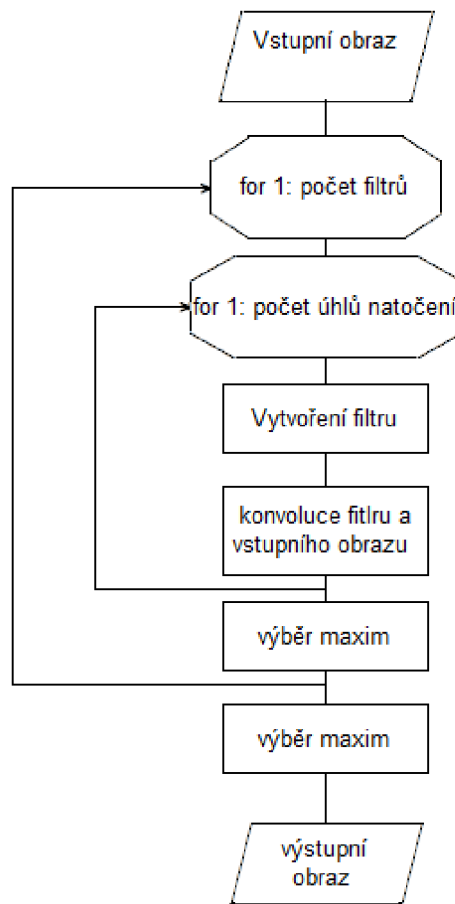 Vstupní obraz
for 1: počet filtrů
for 1: počet úhlů natočení
Vytvoření filtru
konvoluce fitlru a
vstupního obrazu
výběr maxim
výběr maxim
výstupní
obraz